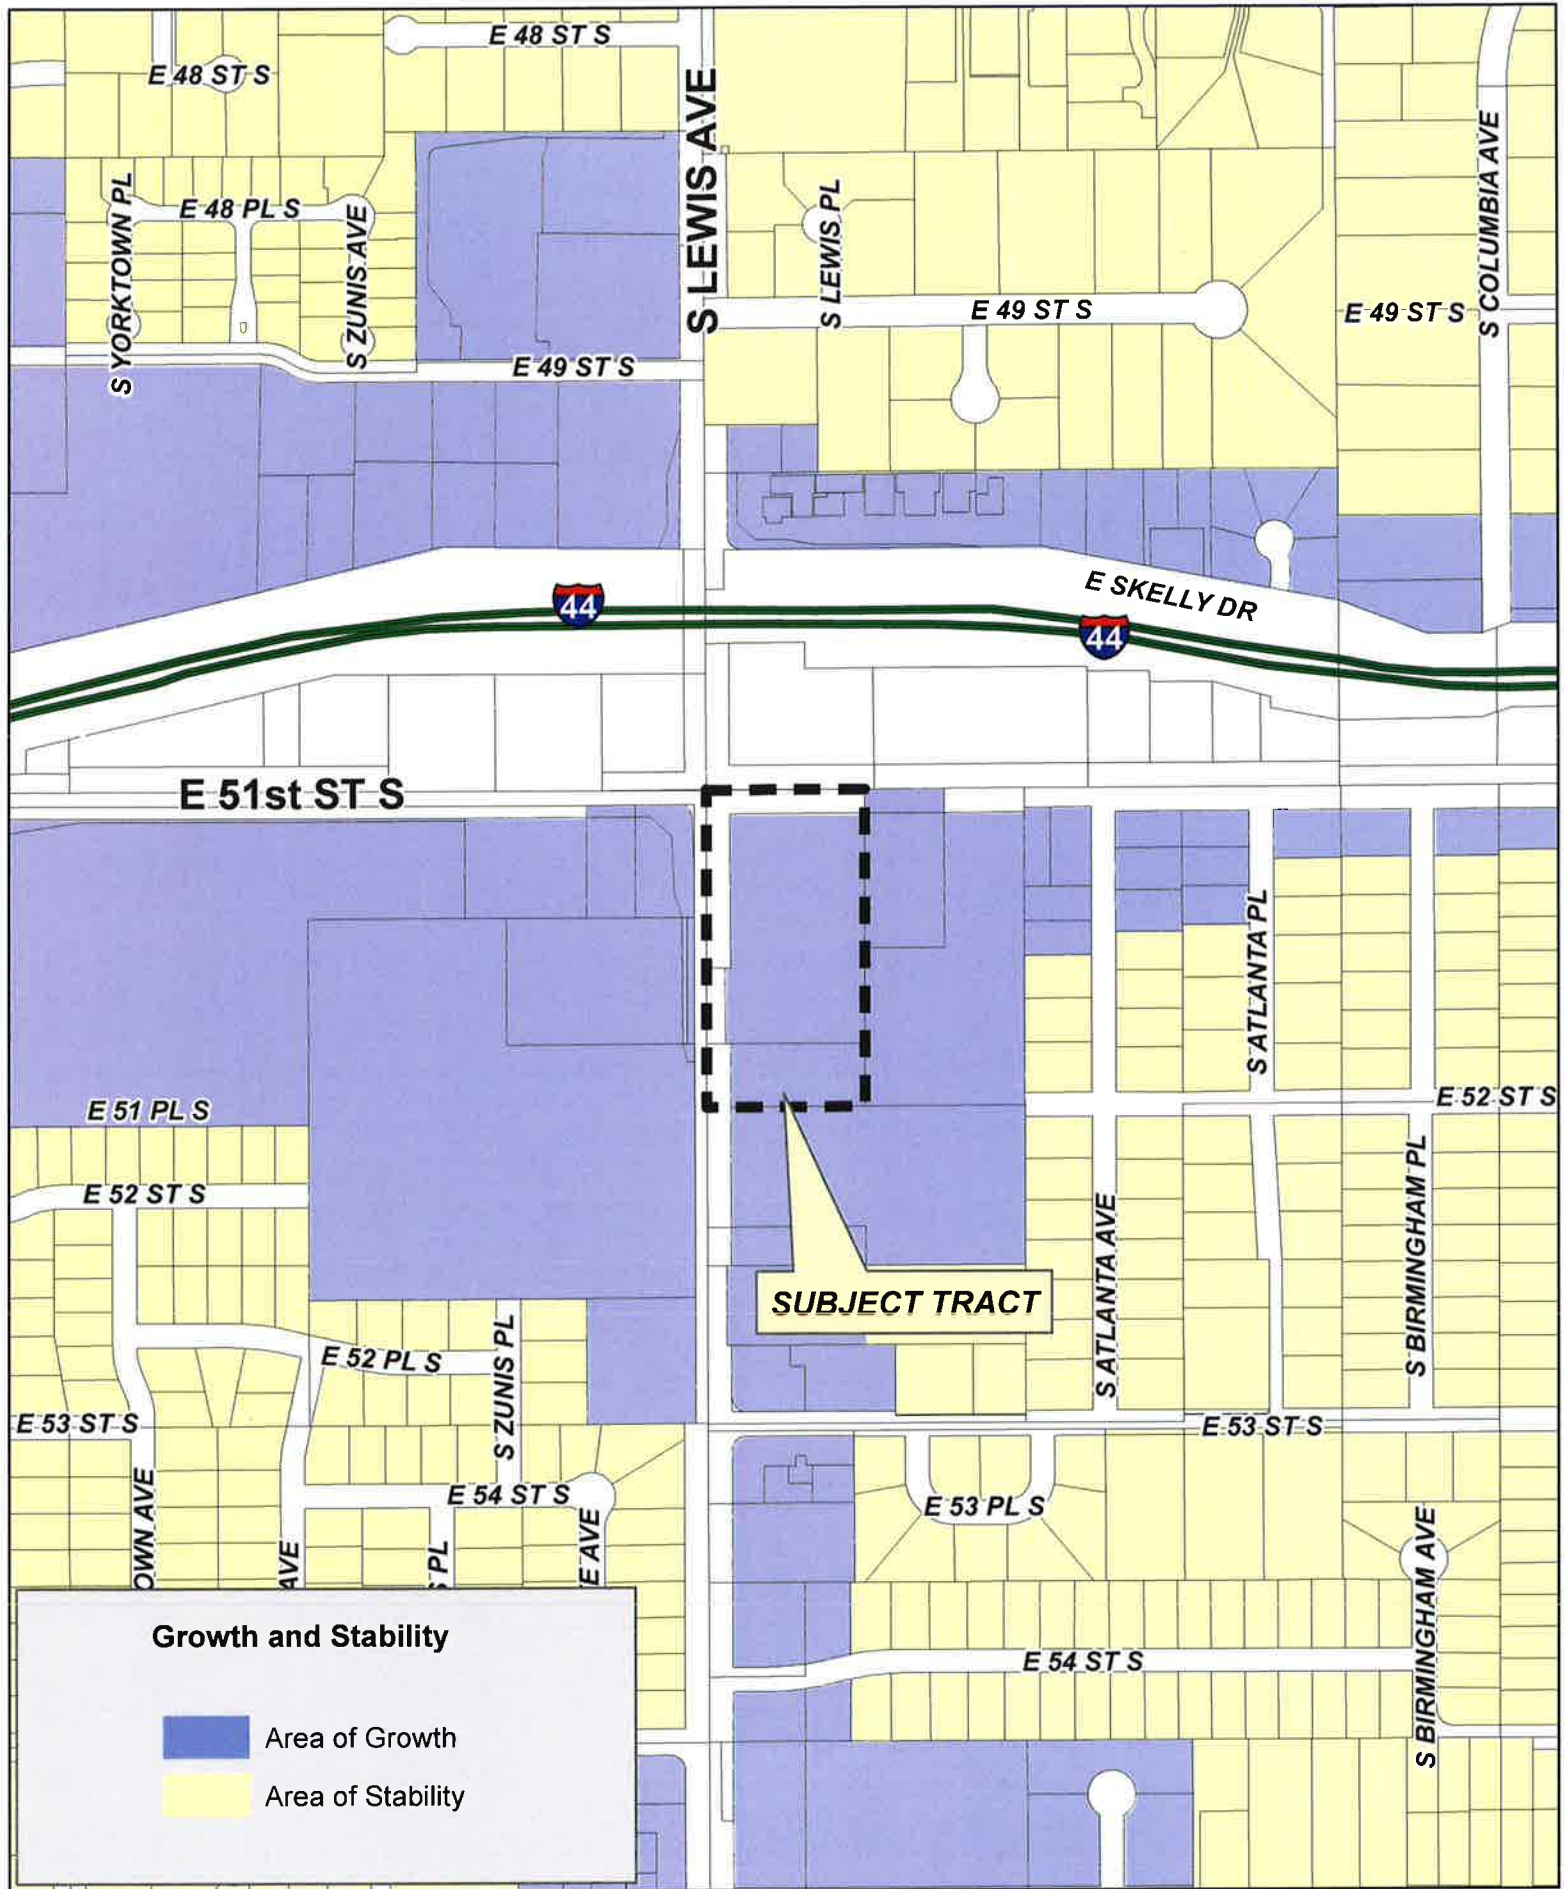 E 48 ST S
E 48 ST S
S LEWIS AVE
S COLUMBIA AVE
S YORKTOWN PL
E 48 PL S
S ZUNIS AVE
S LEWIS PL
E 49 ST S
E 49 ST S
E 49 ST S
E SKELLY DR
44
44
E 51st ST S
S ATLANTA PL
E 51 PL S
E 52 ST S
E 52 ST S
S BIRMINGHAM PL
S ATLANTA AVE
SUBJECT TRACT
E 52 PL S
S ZUNIS PL
E 53 ST S
E 53 ST S
E 54 ST S
E 53 PL S
OWN AVE
AVE
S PL
E AVE
S BIRMINGHAM AVE
E 54 ST S
Growth and Stability
Area of Growth
Area of Stability